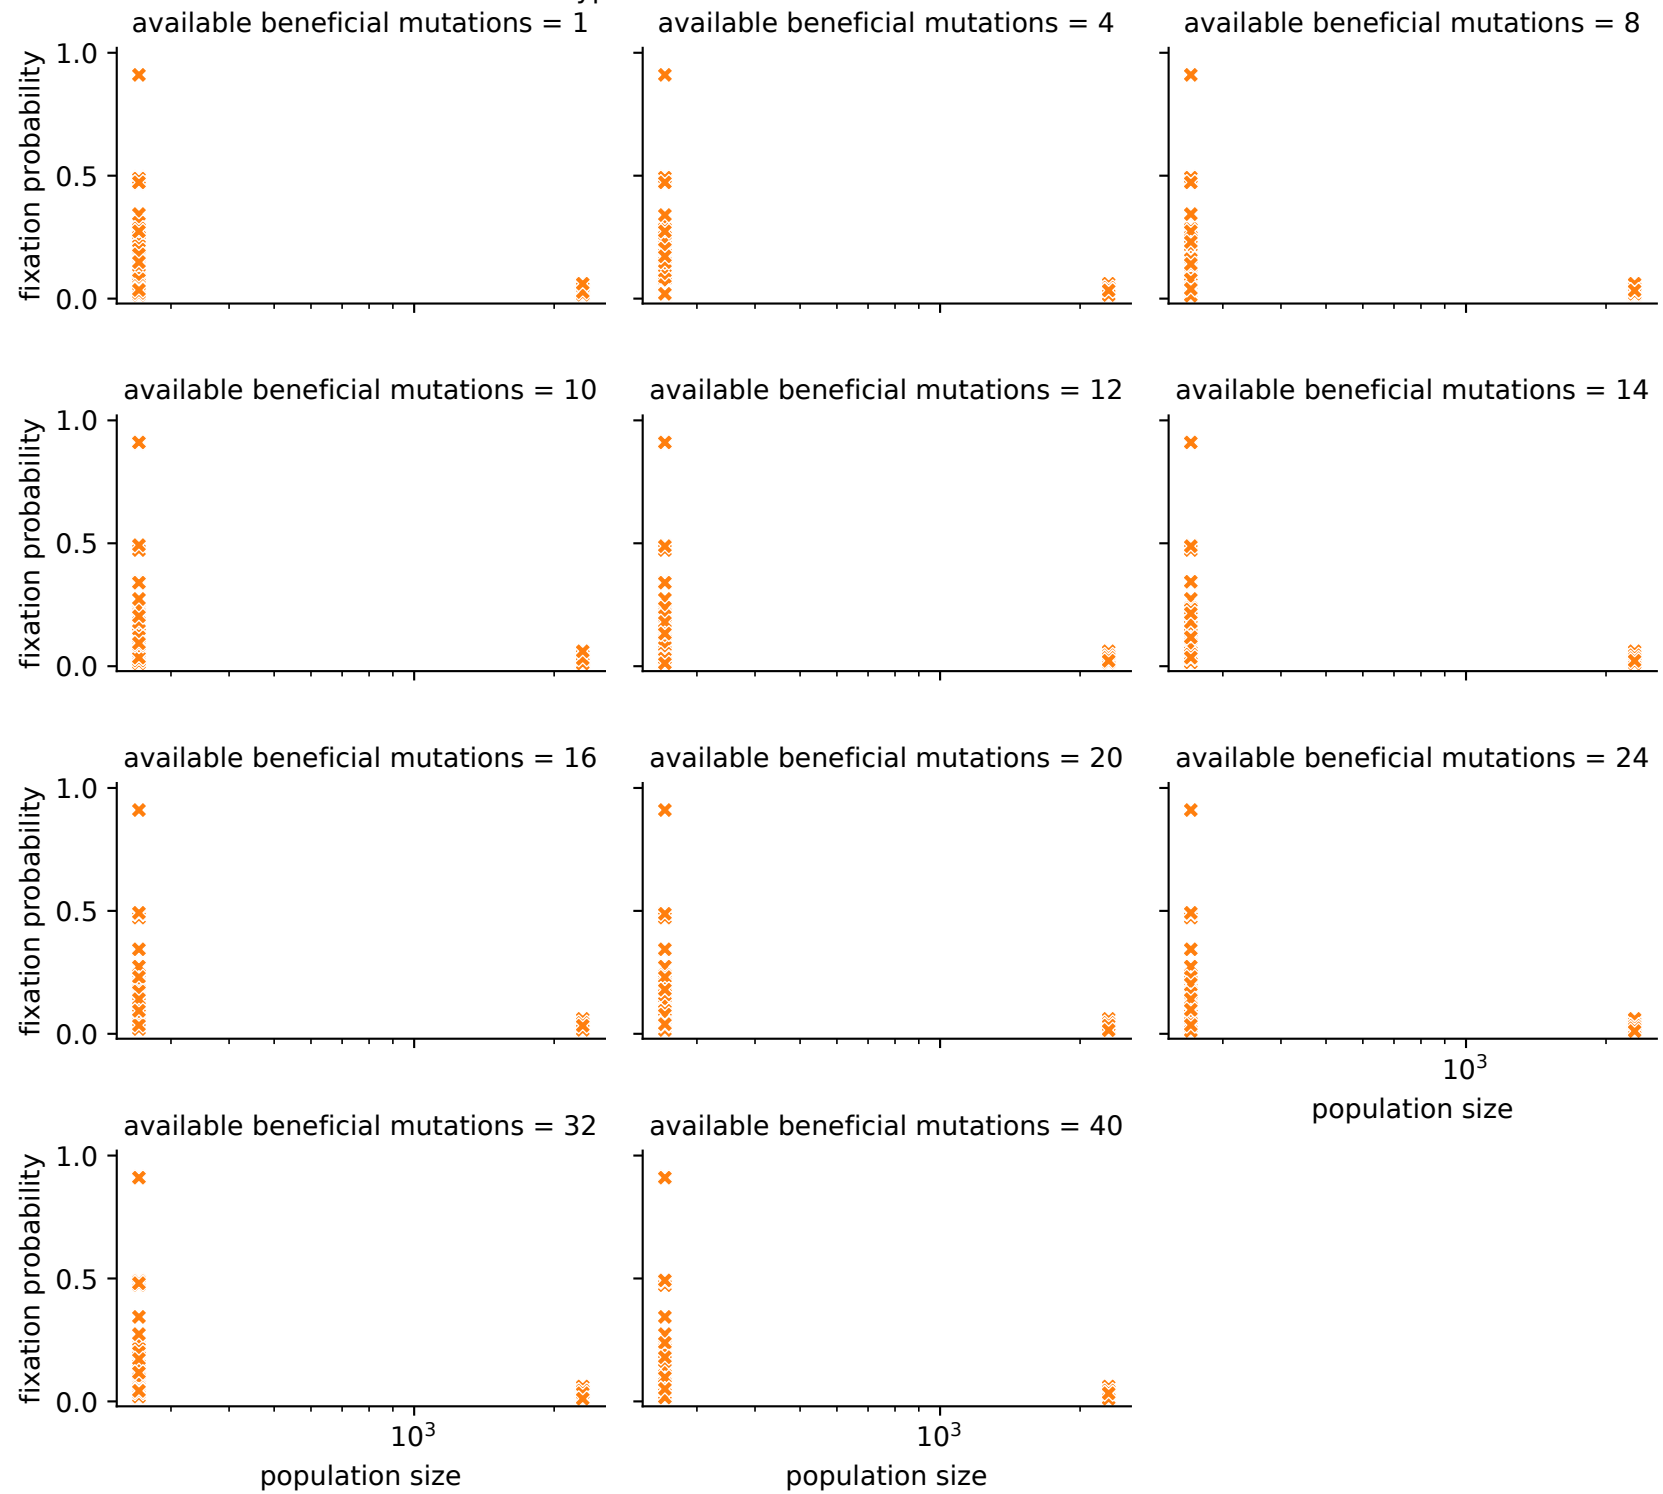 available beneficial mutations = 1
available beneficial mutations = 4
available beneficial mutations = 8
fixation probability
1.0
0.5
0.0
available beneficial mutations = 10
available beneficial mutations = 12
available beneficial mutations = 14
fixation probability
1.0
0.5
0.0
available beneficial mutations = 16
available beneficial mutations = 20
available beneficial mutations = 24
fixation probability
1.0
0.5
0.0
10³
population size
available beneficial mutations = 32
available beneficial mutations = 40
fixation probability
1.0
0.5
0.0
10³
10³
population size
population size